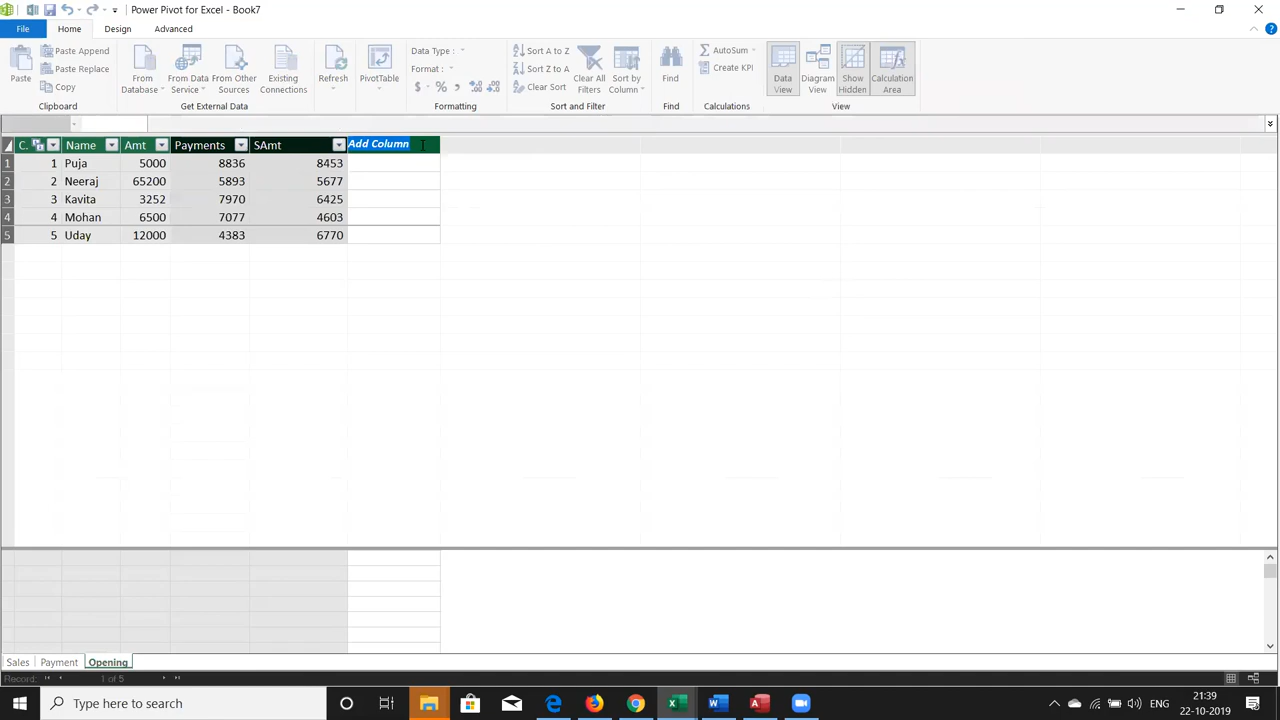 Power Pivot for Excel - Book7
File Home Design Advanced
Paste Append
Paste Replace
Copy
Paste
Clipboard
From Database
From Data Service
From Other Sources
Existing Connections
Get External Data
Refresh
PivotTable
Data Type :
Format :
$ % ,
Formatting
Sort A to Z
Sort Z to A
Clear Sort
Clear All Filters
Sort by Column
Sort and Filter
Find
Find
AutoSum
Create KPI
Calculations
Data View
Diagram View
Show Hidden
Calculation Area
View
C. Name Amt Payments SAmt Add Column
1 1 Puja 5000 8836 8453
2 2 Neeraj 65200 5893 5677
3 3 Kavita 3252 7970 6425
4 4 Mohan 6500 7077 4603
5 5 Uday 12000 4383 6770
Sales Payment Opening
Record: 1 of 5
Type here to search
ENG
21:39
22-10-2019